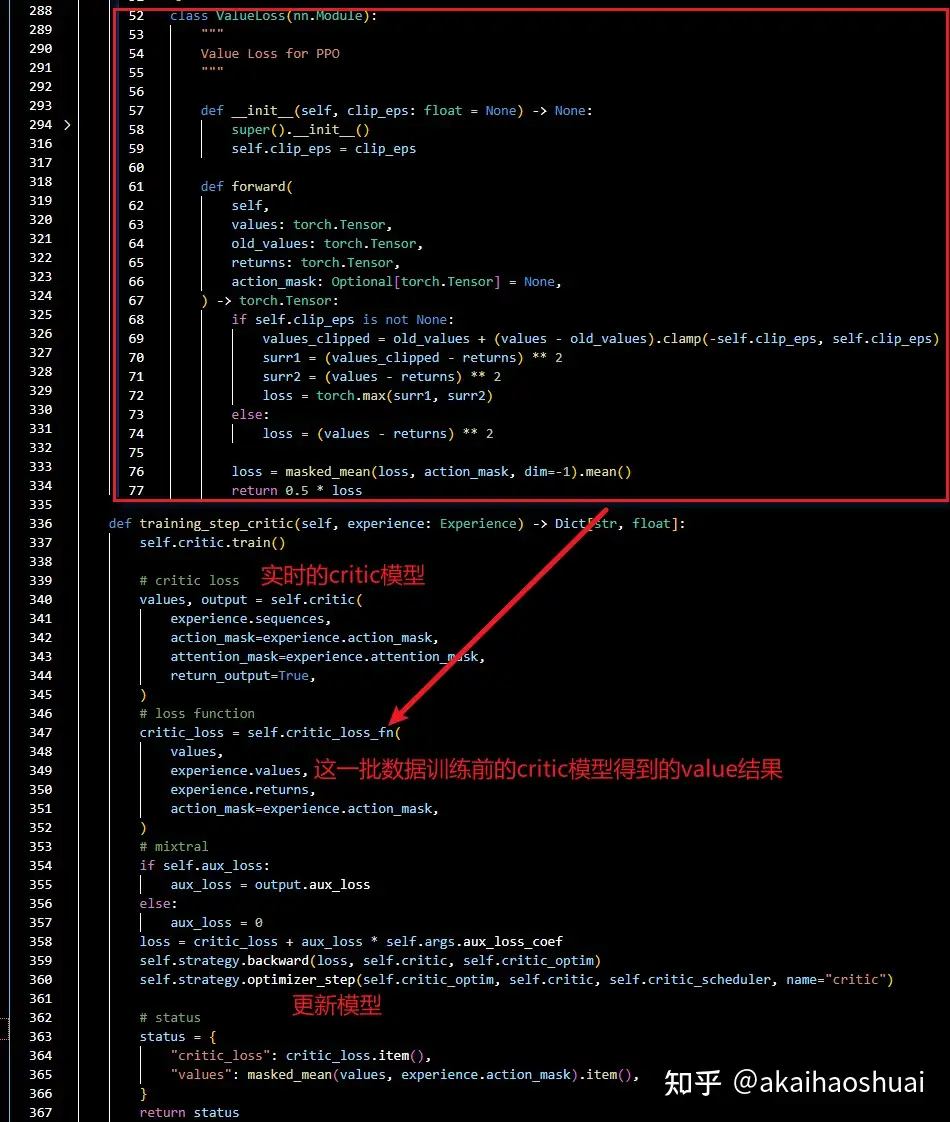 288
289
290
291
292
293
294 >
316
317
318
319
320
321
322
323
324
325
326
327
328
329
330
331
332
333
334
335
52 class ValueLoss(nn.Module):
53 """
54 Value Loss for PPO
55 """
56
57 def __init__(self, clip_eps: float = None) -> None:
58 super().__init__()
59 self.clip_eps = clip_eps
60
61 def forward(
62 self,
63 values: torch.Tensor,
64 old_values: torch.Tensor,
65 returns: torch.Tensor,
66 action_mask: Optional[torch.Tensor] = None,
67 ) -> torch.Tensor:
68 if self.clip_eps is not None:
69 values_clipped = old_values + (values - old_values).clamp(-self.clip_eps, self.clip_eps)
70 surr1 = (values_clipped - returns) ** 2
71 surr2 = (values - returns) ** 2
72 loss = torch.max(surr1, surr2)
73 else:
74 loss = (values - returns) ** 2
75
76 loss = masked_mean(loss, action_mask, dim=-1).mean()
77 return 0.5 * loss
336 def training_step_critic(self, experience: Experience) -> Dict[str, float]:
337 self.critic.train()
338
339 # critic loss 实时的critic模型
340 values, output = self.critic(
341 experience.sequences,
342 action_mask=experience.action_mask,
343 attention_mask=experience.attention_mask,
344 return_output=True,
345 )
346 # loss function
347 critic_loss = self.critic_loss_fn(
348 values,
349 experience.values, 这一批数据训练前的critic模型得到的value结果
350 experience.returns,
351 action_mask=experience.action_mask,
352 )
353 # mixtral
354 if self.aux_loss:
355 aux_loss = output.aux_loss
356 else:
357 aux_loss = 0
358 loss = critic_loss + aux_loss * self.args.aux_loss_coef
359 self.strategy.backward(loss, self.critic, self.critic_optim)
360 self.strategy.optimizer_step(self.critic_optim, self.critic, self.critic_scheduler, name="critic")
361
更新模型
362 # status
363 status = {
364 "critic_loss": critic_loss.item(),
365 "values": masked_mean(values, experience.action_mask).item(),
366 }
367 return status
知乎 @akaihaoshuai